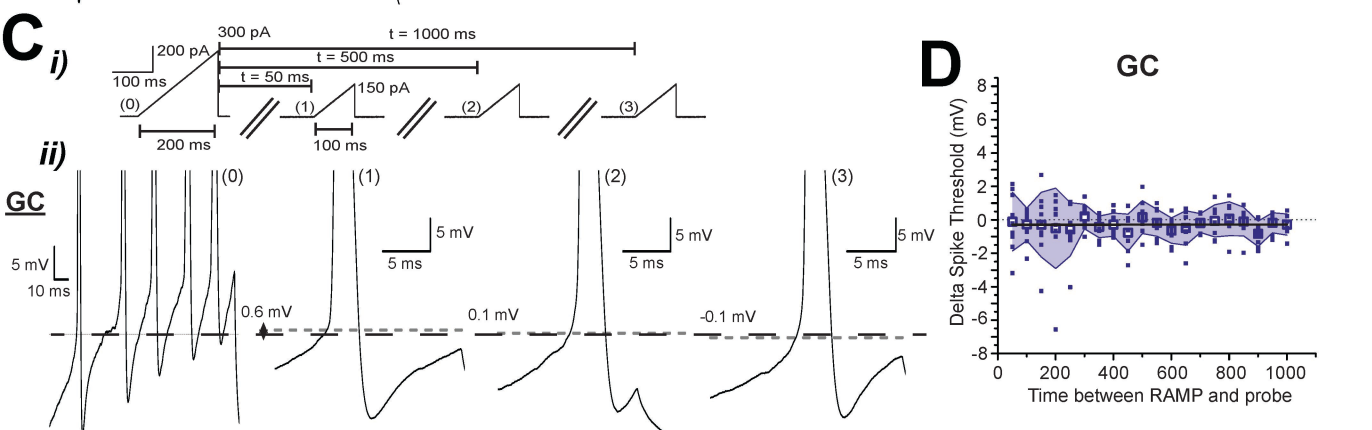 C
i)
300 pA
t = 1000 ms
200 pA
t = 500 ms
100 ms
t = 50 ms
(0)
(1)
150 pA
(2)
(3)
200 ms
100 ms
ii)
GC
(0)
(1)
(2)
(3)
5 mV
10 ms
5 mV
5 ms
5 mV
5 ms
5 mV
5 ms
0.6 mV
0.1 mV
-0.1 mV
D
GC
Delta Spike Threshold (mV)
8
6
4
2
0
-2
-4
-6
-8
0 200 400 600 800 1000
Time between RAMP and probe